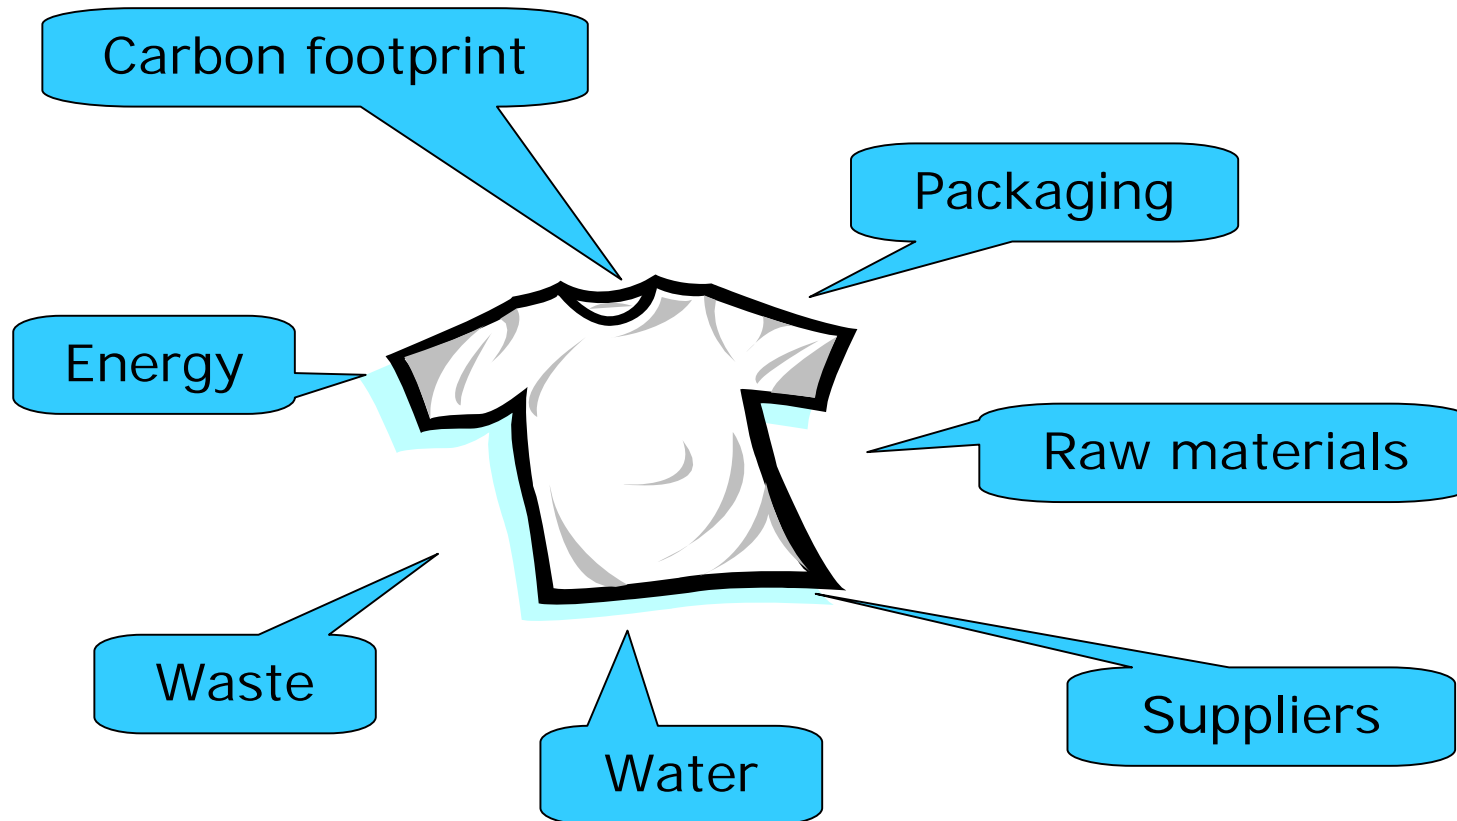 Carbon footprint
Packaging
Energy
Raw materials
Waste
Suppliers
Water